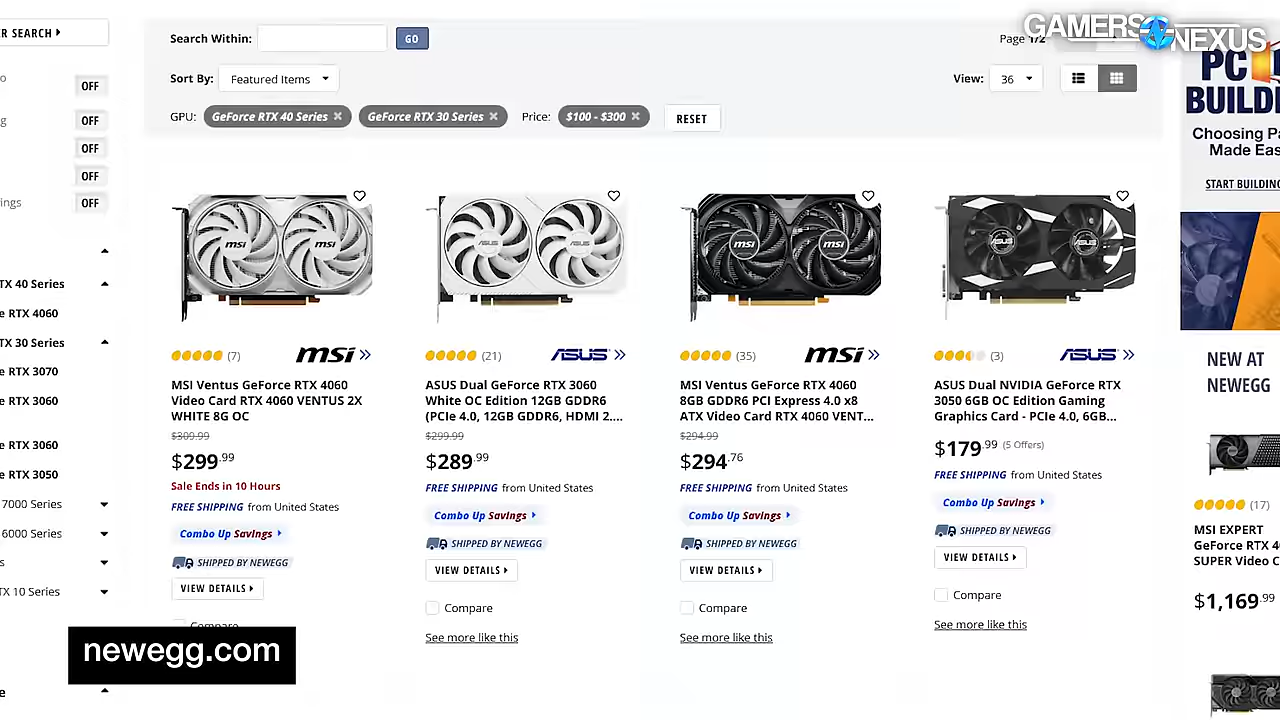 ER SEARCH
Search Within:
GO
Page 1/2
GAMERS NEXUS
Sort By:
Featured Items
View:
36
GPU:
GeForce RTX 40 Series
GeForce RTX 30 Series
Price:
$100 - $300
RESET
o
OFF
g
OFF
OFF
OFF
ings
OFF
TX 40 Series
e RTX 4060
TX 30 Series
e RTX 3070
e RTX 3060
e RTX 3060
e RTX 3050
7000 Series
6000 Series
s
TX 10 Series
e
msi
(7)
msi
MSI Ventus GeForce RTX 4060
Video Card RTX 4060 VENTUS 2X
WHITE 8G OC
$309.99
$299.99
Sale Ends in 10 Hours
FREE SHIPPING from United States
Combo Up Savings
SHIPPED BY NEWEGG
VIEW DETAILS
Compare
ASUS
(21)
ASUS
ASUS Dual GeForce RTX 3060
White OC Edition 12GB GDDR6
(PCIe 4.0, 12GB GDDR6, HDMI 2....
$299.99
$289.99
FREE SHIPPING from United States
Combo Up Savings
SHIPPED BY NEWEGG
VIEW DETAILS
Compare
See more like this
msi
(35)
msi
MSI Ventus GeForce RTX 4060
8GB GDDR6 PCI Express 4.0 x8
ATX Video Card RTX 4060 VENT...
$294.99
$294.76
FREE SHIPPING from United States
Combo Up Savings
SHIPPED BY NEWEGG
VIEW DETAILS
Compare
See more like this
ASUS
(3)
ASUS
ASUS Dual NVIDIA GeForce RTX
3050 6GB OC Edition Gaming
Graphics Card - PCIe 4.0, 6GB...
$179.99 (5 Offers)
FREE SHIPPING from United States
Combo Up Savings
SHIPPED BY NEWEGG
VIEW DETAILS
Compare
See more like this
PC
BUILDE
Choosing Pa
Made Eas
START BUILDING
NEW AT
NEWEGG
(17)
MSI EXPERT
GeForce RTX 4
SUPER Video C
$1,169.99
newegg.com